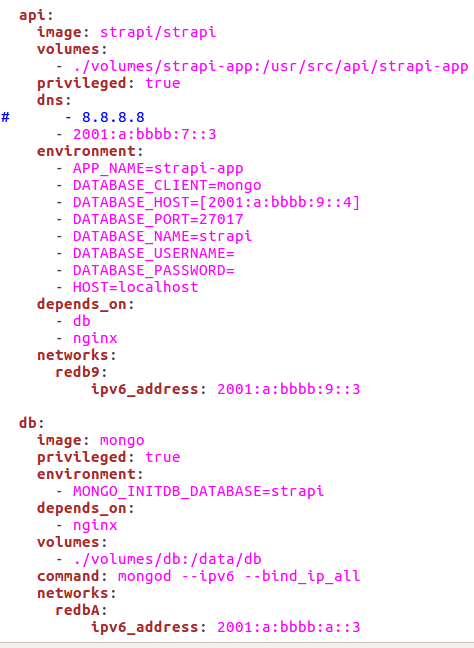 api:
  image: strapi/strapi
  volumes:
    - ./volumes/strapi-app:/usr/src/api/strapi-app
  privileged: true
  dns:
#      - 8.8.8.8
    - 2001:a:bbbb:7::3
  environment:
    - APP_NAME=strapi-app
    - DATABASE_CLIENT=mongo
    - DATABASE_HOST=[2001:a:bbbb:9::4]
    - DATABASE_PORT=27017
    - DATABASE_NAME=strapi
    - DATABASE_USERNAME=
    - DATABASE_PASSWORD=
    - HOST=localhost
  depends_on:
    - db
    - nginx
  networks:
    redb9:
        ipv6_address: 2001:a:bbbb:9::3

db:
  image: mongo
  privileged: true
  environment:
    - MONGO_INITDB_DATABASE=strapi
  depends_on:
    - nginx
  volumes:
    - ./volumes/db:/data/db
  command: mongod --ipv6 --bind_ip_all
  networks:
    redbA:
        ipv6_address: 2001:a:bbbb:a::3